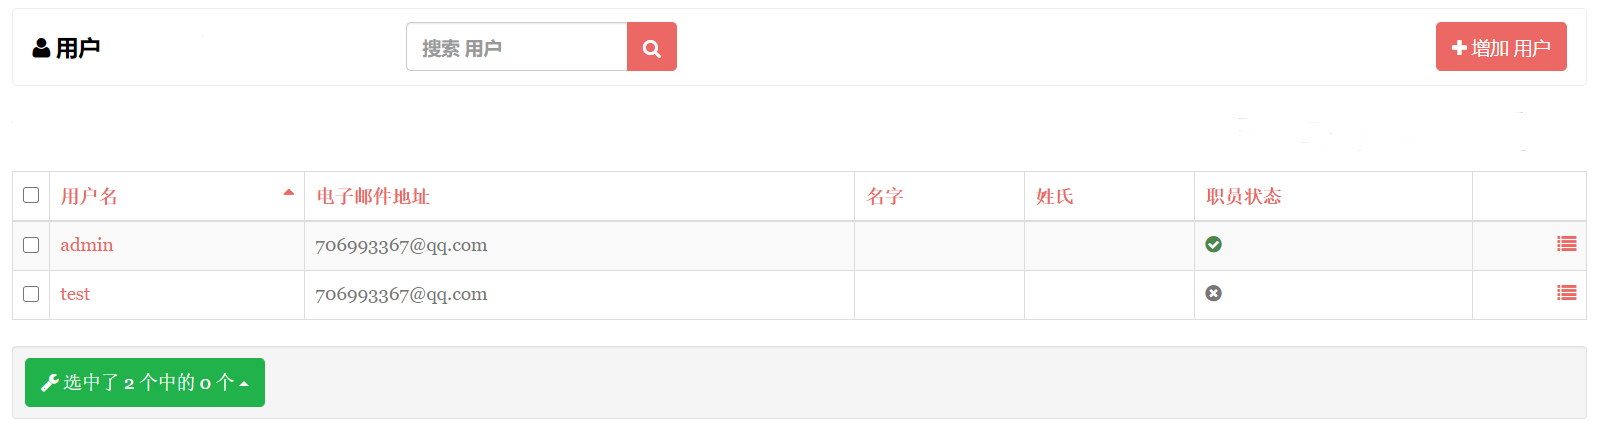 用户
搜索 用户
增加 用户
用户名 电子邮件地址 名字 姓氏 职员状态
admin 706993367@qq.com
test 706993367@qq.com
选中了 2 个中的 0 个